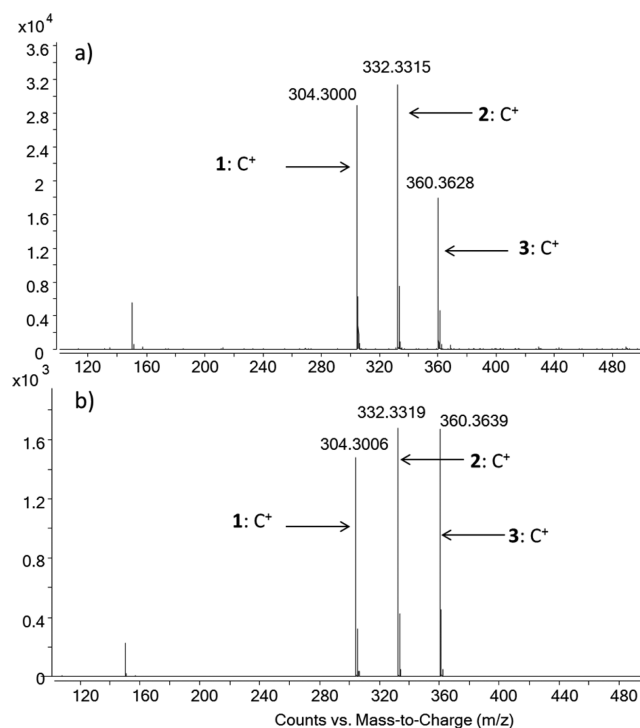 x10⁴
a)
3.6
3.2
2.8
2.4
2
1.6
1.2
0.8
0.4
0
332.3315
304.3000
2: C⁺
1: C⁺
360.3628
3: C⁺
120 160 200 240 280 320 360 400 440 480
x10³
b)
1.6
1.2
0.8
0.4
0
332.3319
360.3639
304.3006
2: C⁺
1: C⁺
3: C⁺
120 160 200 240 280 320 360 400 440 480
Counts vs. Mass-to-Charge (m/z)